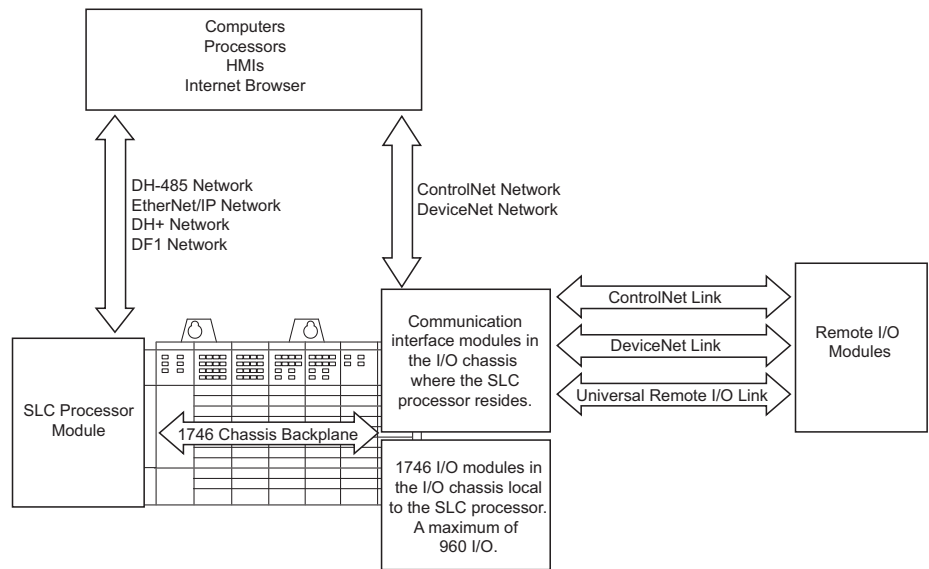 Computers
Processors
HMIs
Internet Browser
DH-485 Network
EtherNet/IP Network
DH+ Network
DF1 Network
ControlNet Network
DeviceNet Network
SLC Processor
Module
1746 Chassis Backplane
Communication
interface modules in
the I/O chassis
where the SLC
processor resides.
1746 I/O modules in
the I/O chassis local
to the SLC processor.
A maximum of
960 I/O.
ControlNet Link
DeviceNet Link
Universal Remote I/O Link
Remote I/O
Modules